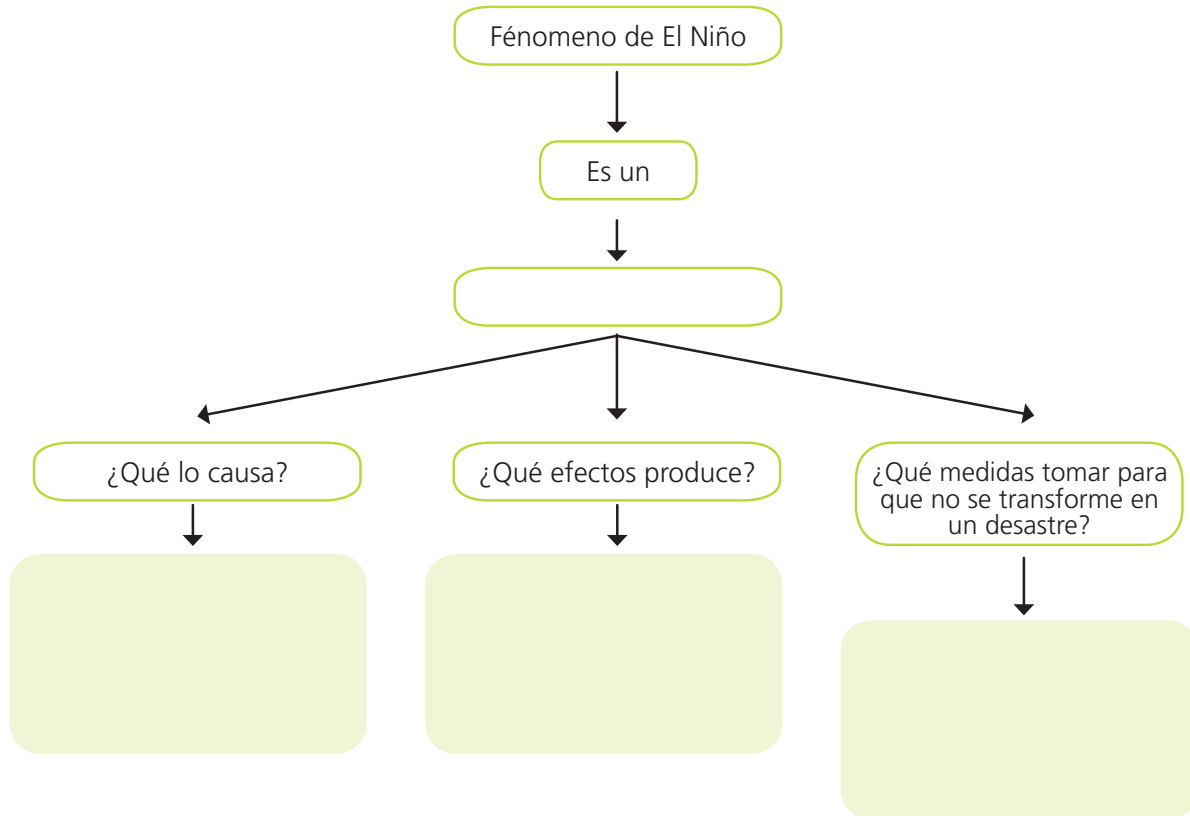 Fénomeno de El Niño
Es un
¿Qué lo causa?
¿Qué efectos produce?
¿Qué medidas tomar para
que no se transforme en
un desastre?